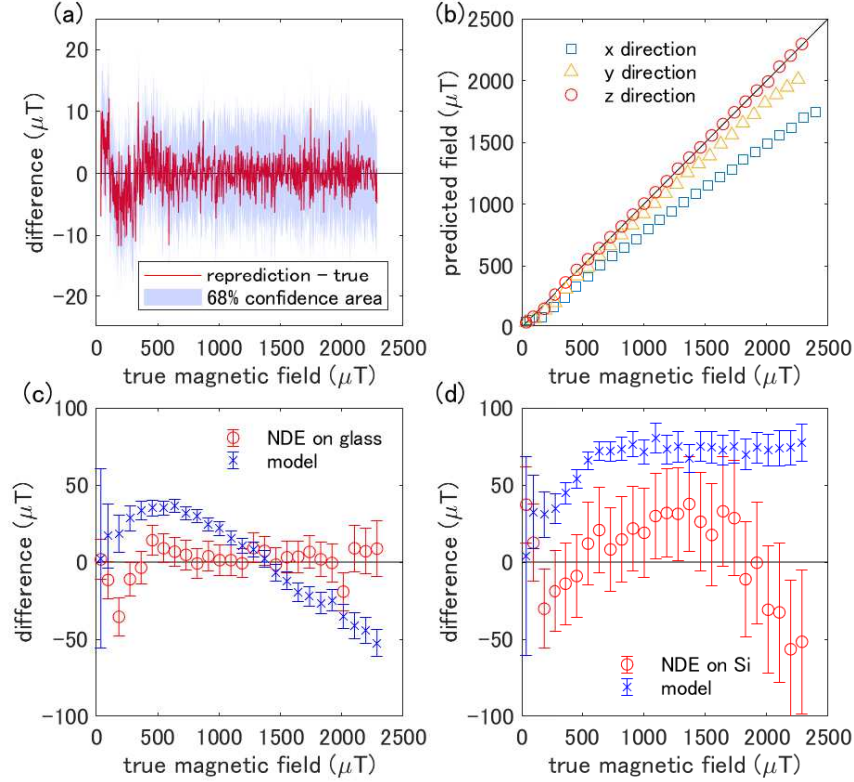 (a)
20
10
0
-10
-20
difference (μT)
reprediction – true
68% confidence area
0
500
1000
1500
2000
2500
true magnetic field (μT)
(b)
2500
2000
1500
1000
500
0
predicted field (μT)
x direction
y direction
z direction
0
500
1000
1500
2000
2500
true magnetic field (μT)
(c)
100
50
0
-50
-100
difference (μT)
NDE on glass
model
0
500
1000
1500
2000
2500
true magnetic field (μT)
(d)
100
50
0
-50
-100
difference (μT)
NDE on Si
model
0
500
1000
1500
2000
2500
true magnetic field (μT)